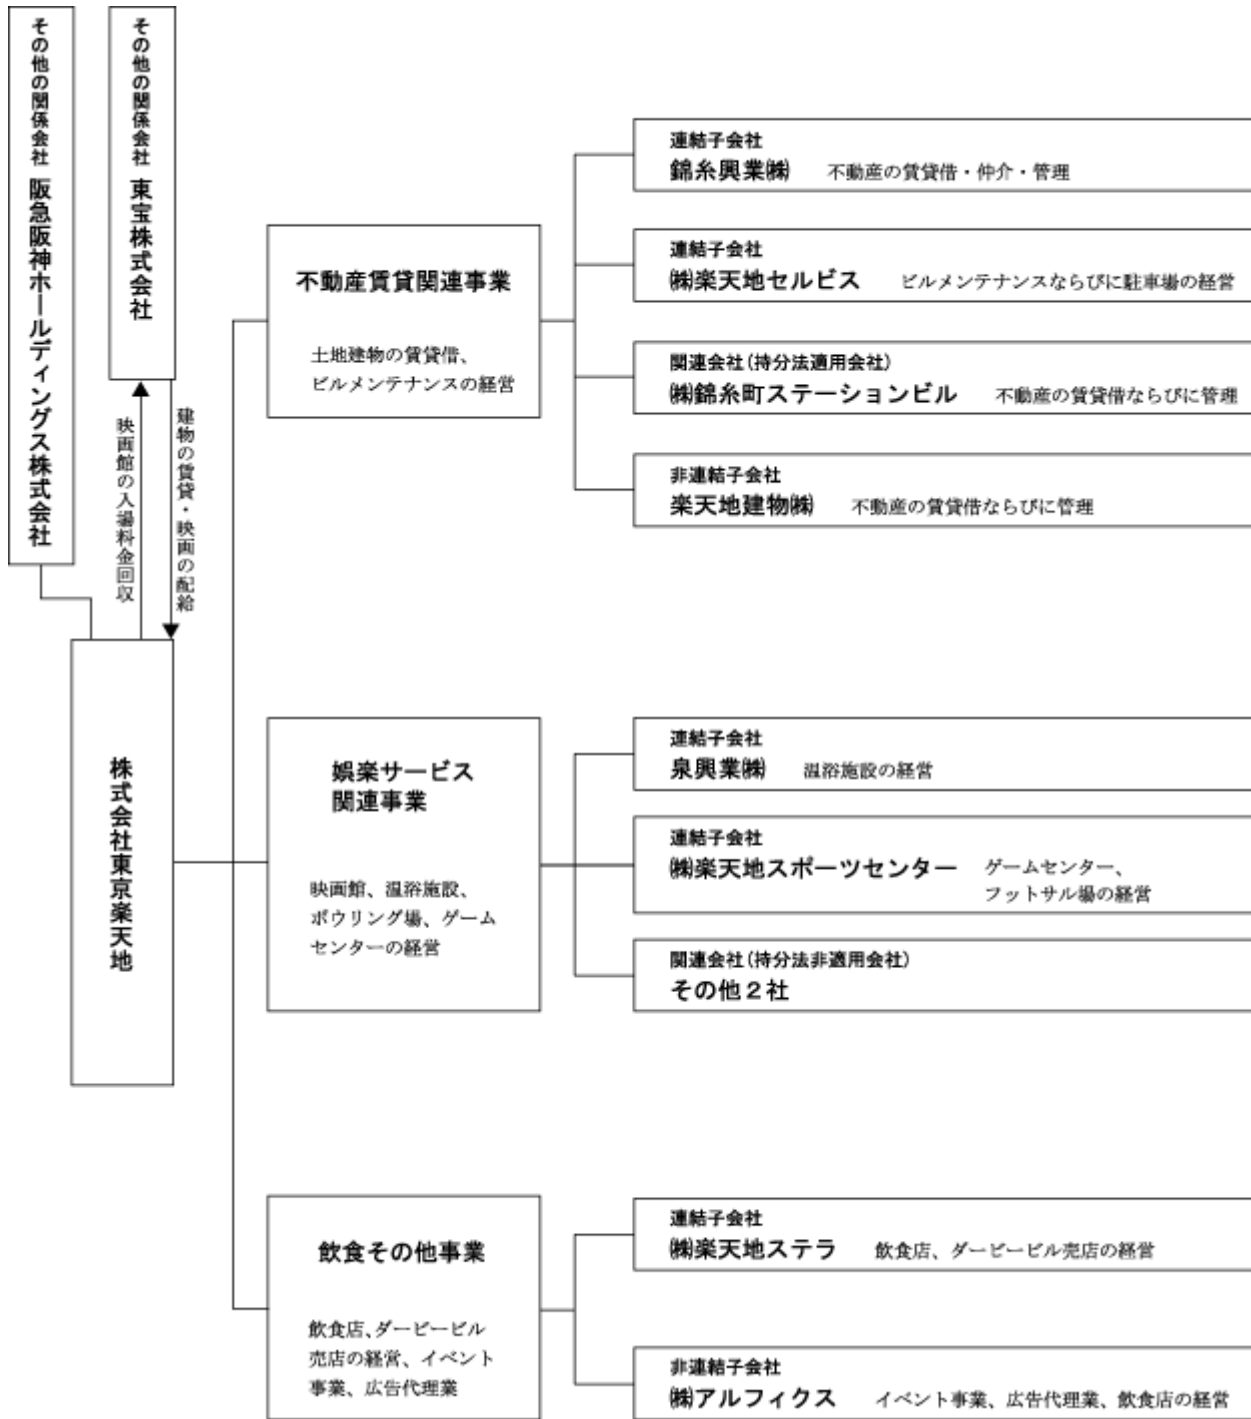 その他の関係会社 阪急阪神ホールディングス株式会社
その他の関係会社 東宝株式会社
映画館の入場料金回収
建物の賃貸・映画の配給
株式会社東京楽天地
不動産賃貸関連事業
土地建物の賃貸借、
ビルメンテナンスの経営
連結子会社
錦糸興業㈱ 不動産の賃貸借・仲介・管理
連結子会社
㈱楽天地セルビス ビルメンテナンスならびに駐車場の経営
関連会社(持分法適用会社)
㈱錦糸町ステーションビル 不動産の賃貸借ならびに管理
非連結子会社
楽天地建物㈱ 不動産の賃貸借ならびに管理
娯楽サービス
関連事業
映画館、温浴施設、
ボウリング場、ゲーム
センターの経営
連結子会社
泉興業㈱ 温浴施設の経営
連結子会社
㈱楽天地スポーツセンター ゲームセンター、
フットサル場の経営
関連会社(持分法非適用会社)
その他2社
飲食その他事業
飲食店、ダービービル
売店の経営、イベント
事業、広告代理業
連結子会社
㈱楽天地ステラ 飲食店、ダービービル売店の経営
非連結子会社
㈱アルフィクス イベント事業、広告代理業、飲食店の経営